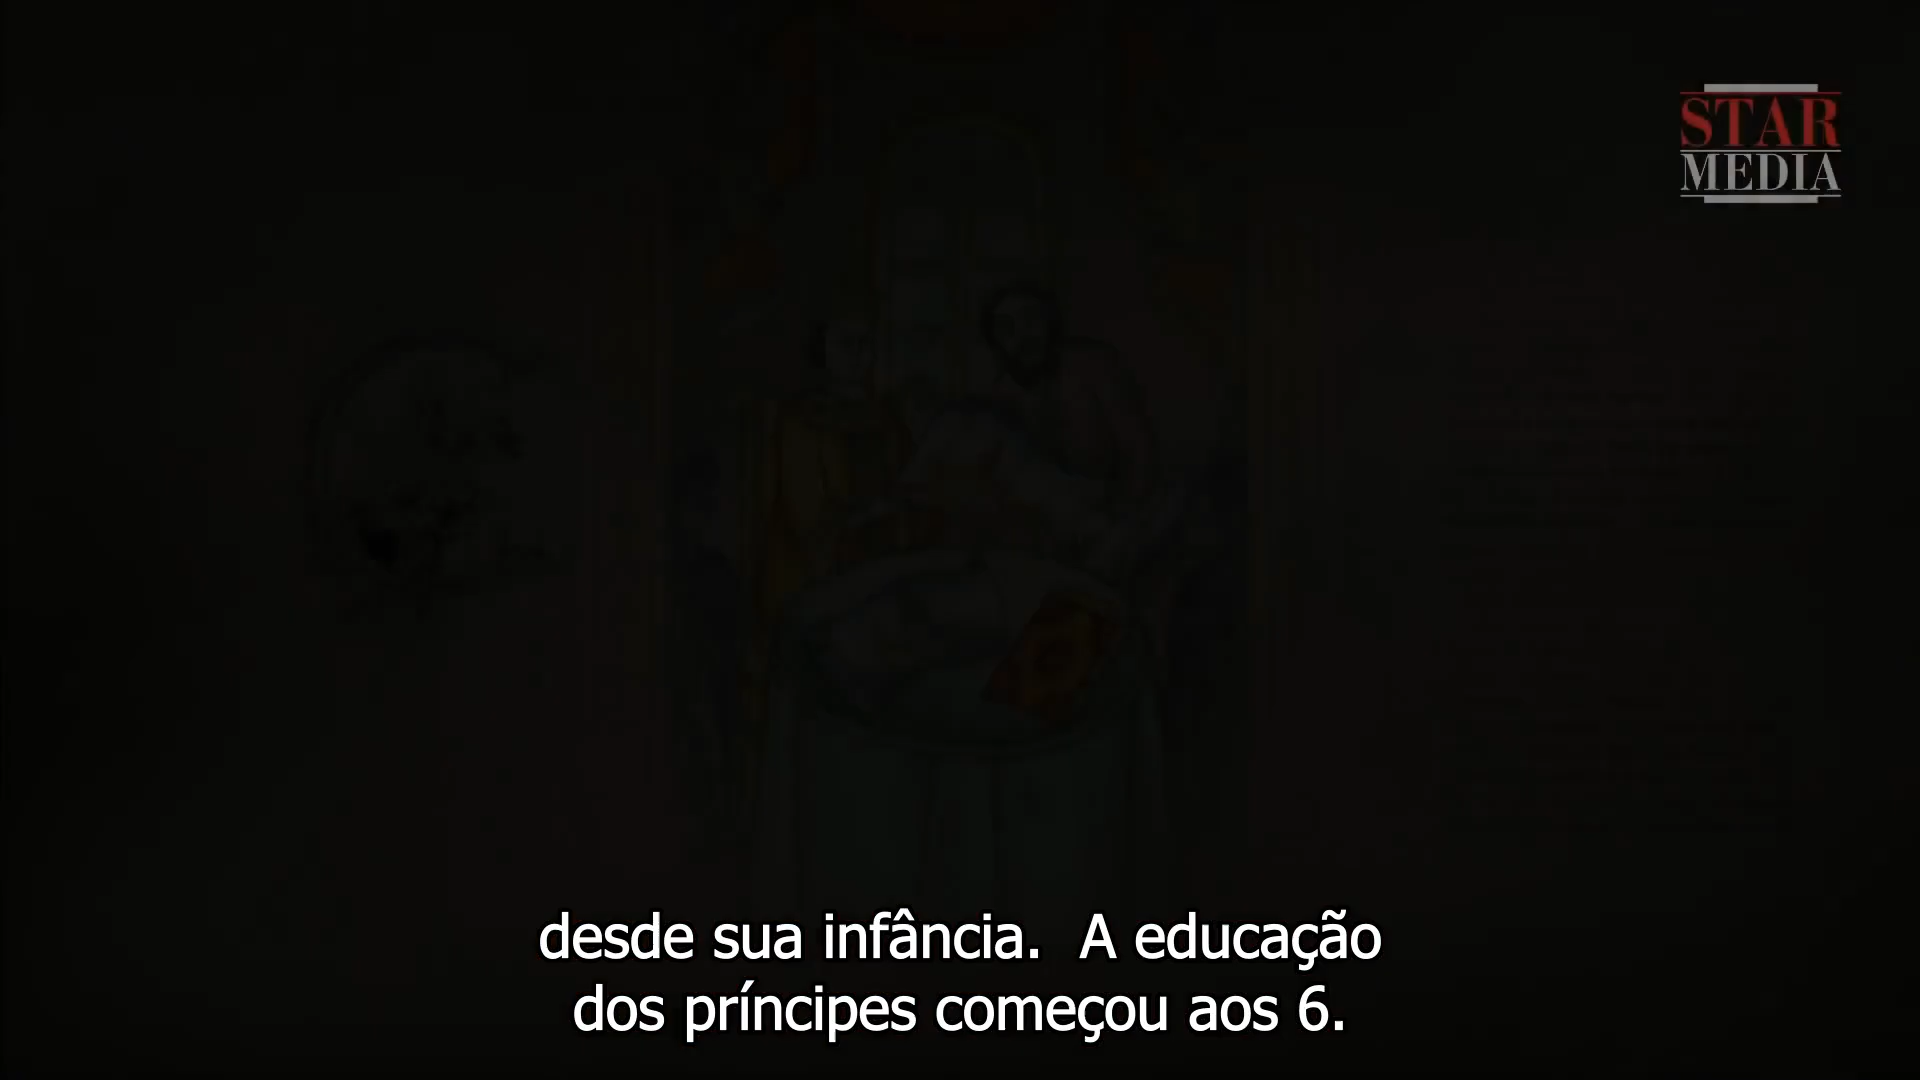 STAR
MEDIA
desde sua infância.  A educação
dos príncipes começou aos 6.